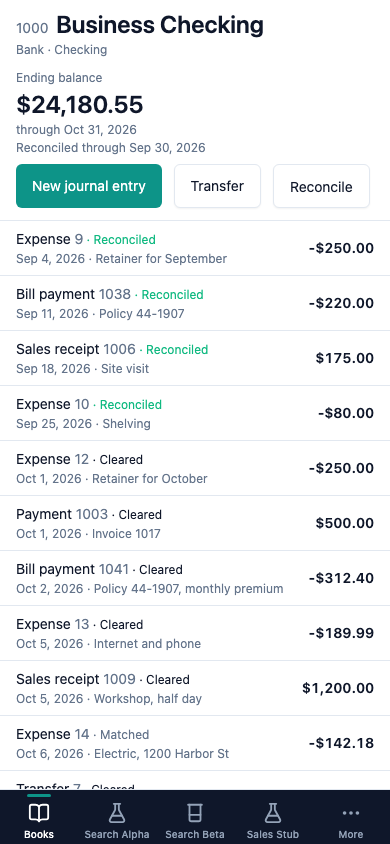 1000 Business Checking
Bank · Checking
Ending balance
$24,180.55
through Oct 31, 2026
Reconciled through Sep 30, 2026
New journal entry Transfer Reconcile
Expense 9 · Reconciled
-$250.00
Sep 4, 2026 · Retainer for September
Bill payment 1038 · Reconciled
-$220.00
Sep 11, 2026 · Policy 44-1907
Sales receipt 1006 · Reconciled
$175.00
Sep 18, 2026 · Site visit
Expense 10 · Reconciled
-$80.00
Sep 25, 2026 · Shelving
Expense 12 · Cleared
-$250.00
Oct 1, 2026 · Retainer for October
Payment 1003 · Cleared
$500.00
Oct 1, 2026 · Invoice 1017
Bill payment 1041 · Cleared
-$312.40
Oct 2, 2026 · Policy 44-1907, monthly premium
Expense 13 · Cleared
-$189.99
Oct 5, 2026 · Internet and phone
Sales receipt 1009 · Cleared
$1,200.00
Oct 5, 2026 · Workshop, half day
Expense 14 · Matched
-$142.18
Oct 6, 2026 · Electric, 1200 Harbor St
Transfer 7 · Cleared
Books Search Alpha Search Beta Sales Stub More